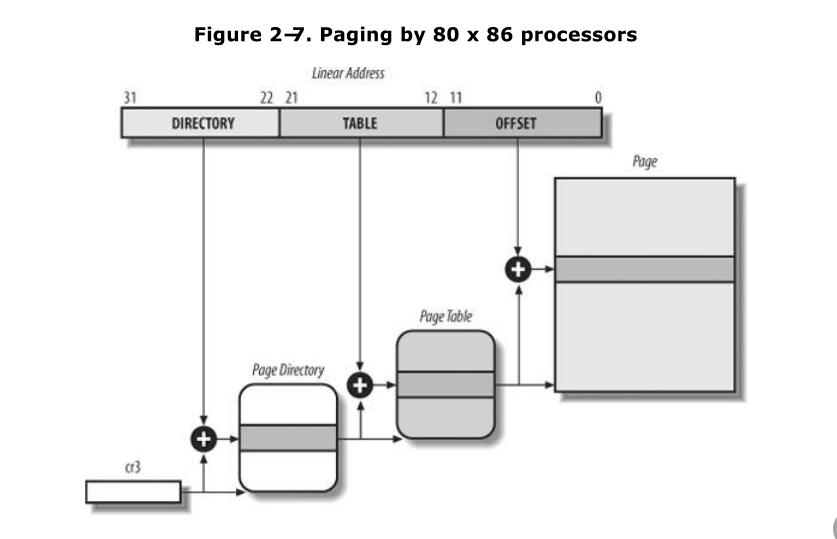 Figure 2-7. Paging by 80 x 86 processors
Linear Address
31 22 21 12 11 0
DIRECTORY TABLE OFFSET
Page
Page Table
Page Directory
cr3